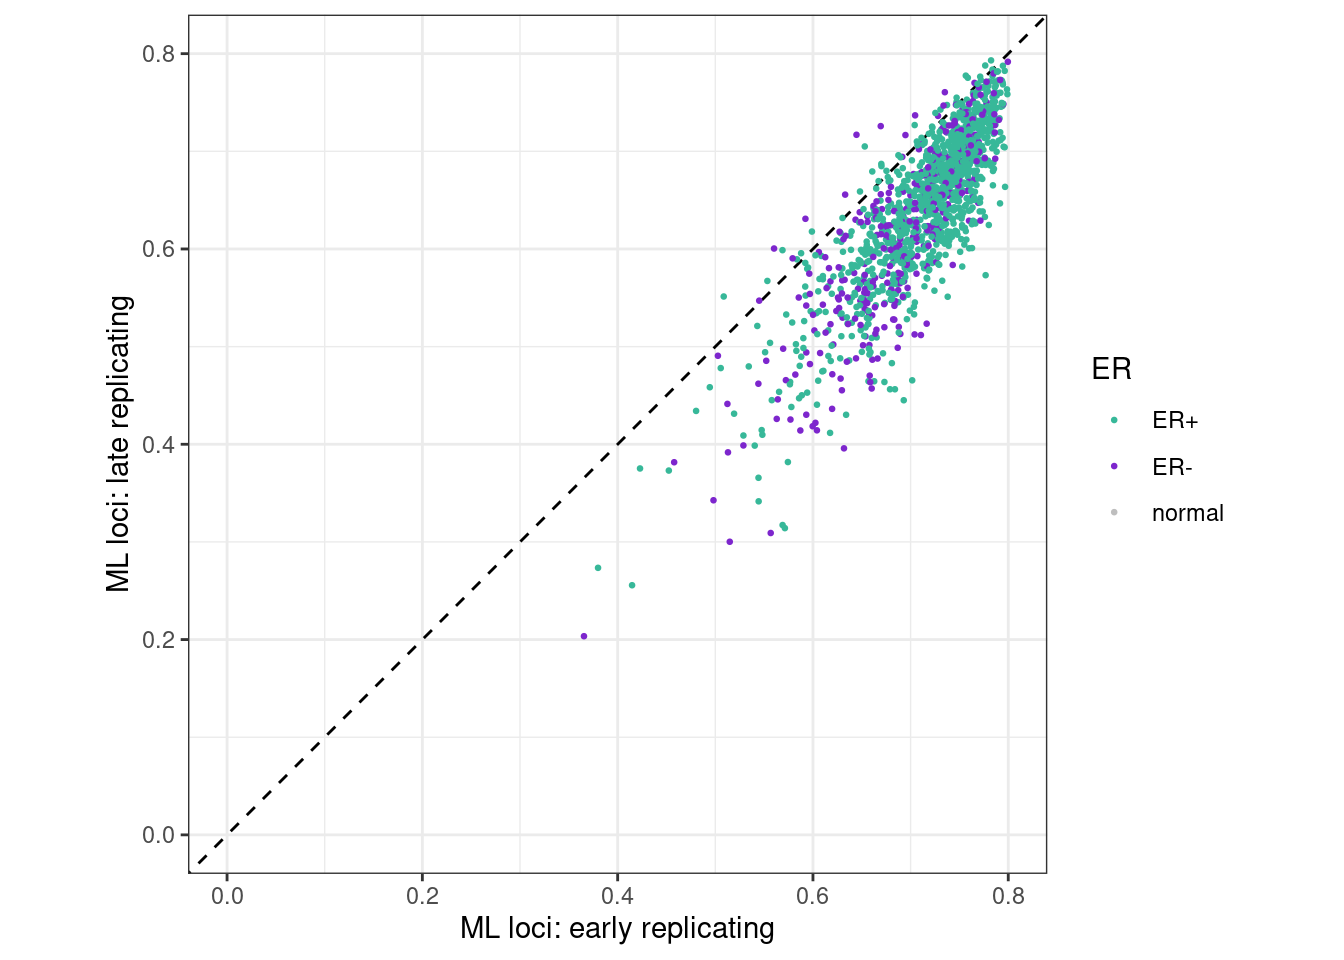 0.8
0.6
0.4
0.2
0.0
ML loci: late replicating
0.0 0.2 0.4 0.6 0.8
ML loci: early replicating
ER
ER+
ER-
normal